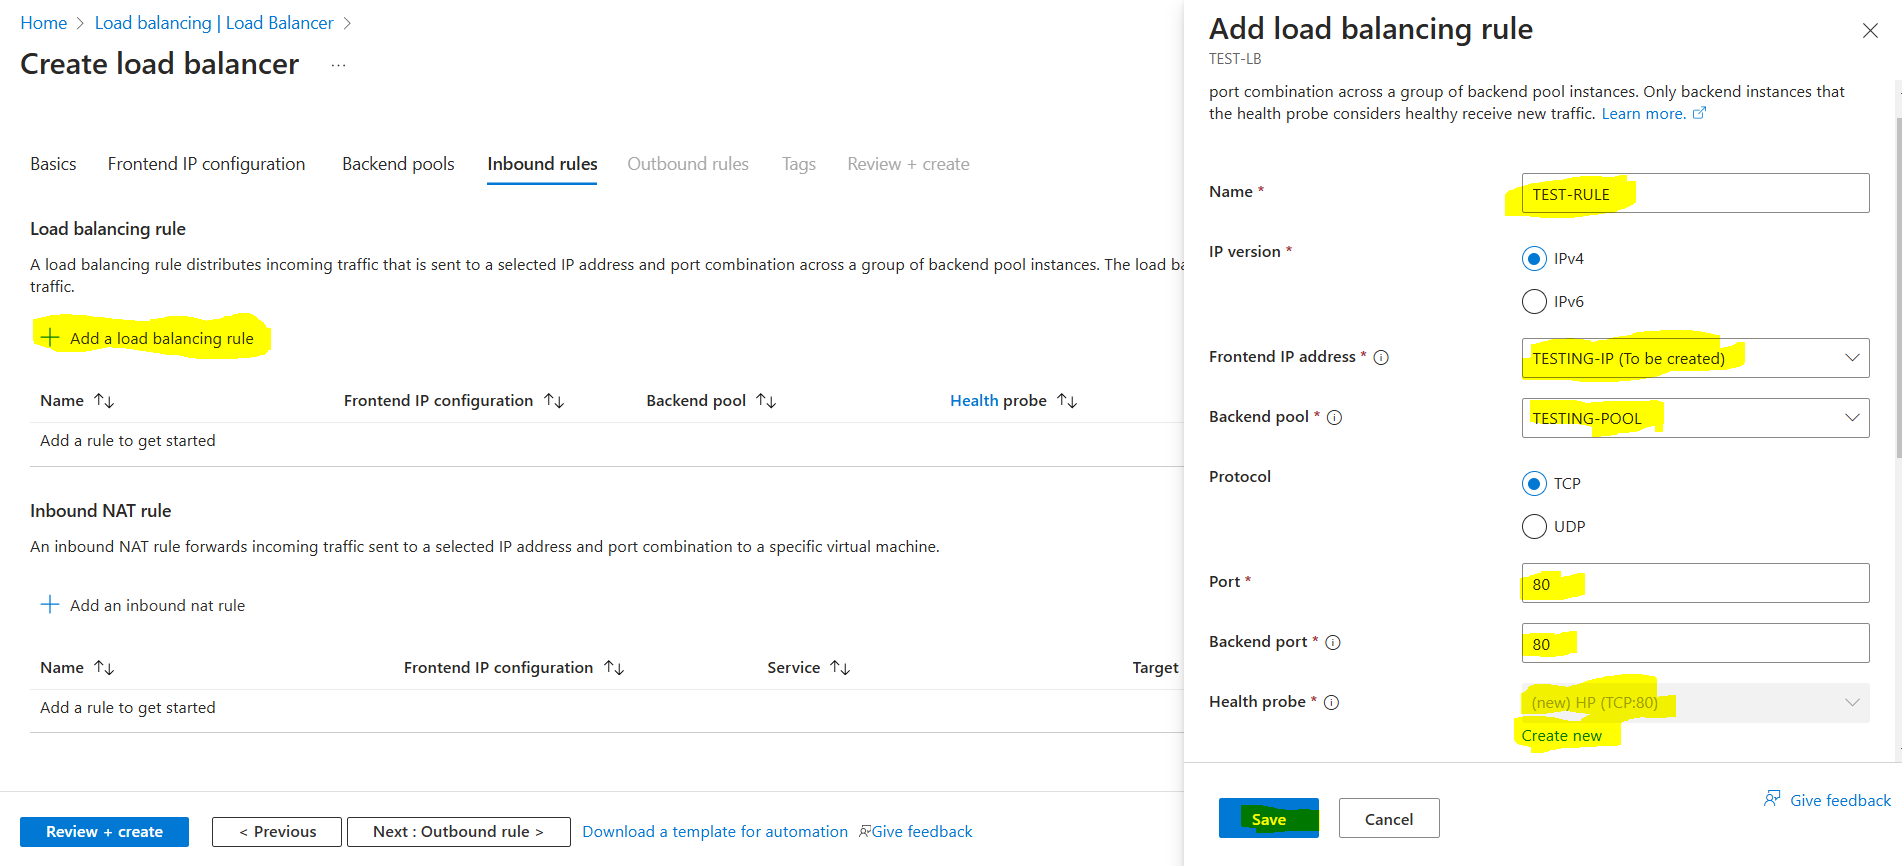 Home > Load balancing | Load Balancer >
Create load balancer ...
Basics Frontend IP configuration Backend pools Inbound rules Outbound rules Tags Review + create
Load balancing rule
A load balancing rule distributes incoming traffic that is sent to a selected IP address and port combination across a group of backend pool instances. The load ba
traffic.
+ Add a load balancing rule
Name ↑↓ Frontend IP configuration ↑↓ Backend pool ↑↓ Health probe ↑↓
Add a rule to get started
Inbound NAT rule
An inbound NAT rule forwards incoming traffic sent to a selected IP address and port combination to a specific virtual machine.
+ Add an inbound nat rule
Name ↑↓ Frontend IP configuration ↑↓ Service ↑↓ Target
Add a rule to get started
Review + create < Previous Next : Outbound rule > Download a template for automation Give feedback
Add load balancing rule
TEST-LB
port combination across a group of backend pool instances. Only backend instances that
the health probe considers healthy receive new traffic. Learn more.
Name * TEST-RULE
IP version * IPv4
IPv6
Frontend IP address * TESTING-IP (To be created)
Backend pool * TESTING-POOL
Protocol TCP
UDP
Port * 80
Backend port * 80
Health probe * (new) HP (TCP:80)
Create new
Give feedback
Save Cancel